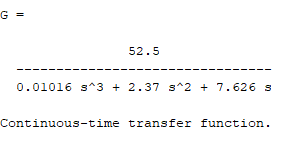 G =
52.5
--------------------------------
0.01016 s^3 + 2.37 s^2 + 7.626 s
Continuous-time transfer function.